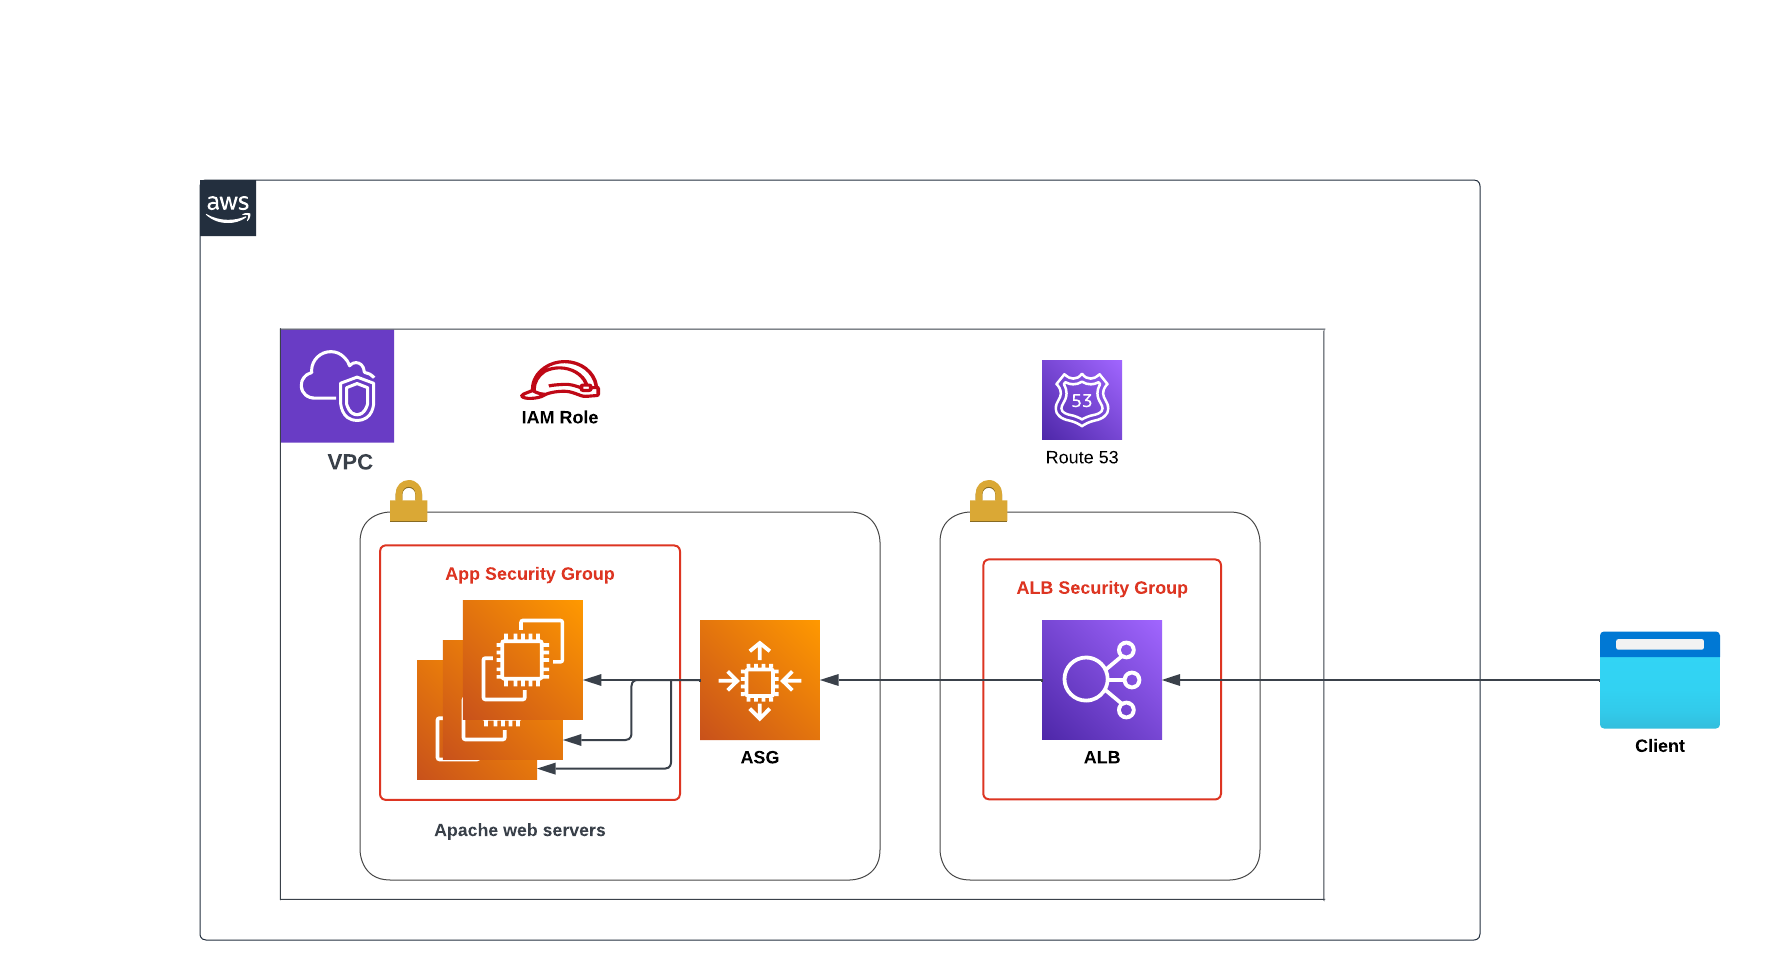 aws
VPC
IAM Role
53
Route 53
App Security Group
ALB Security Group
ASG
ALB
Client
Apache web servers